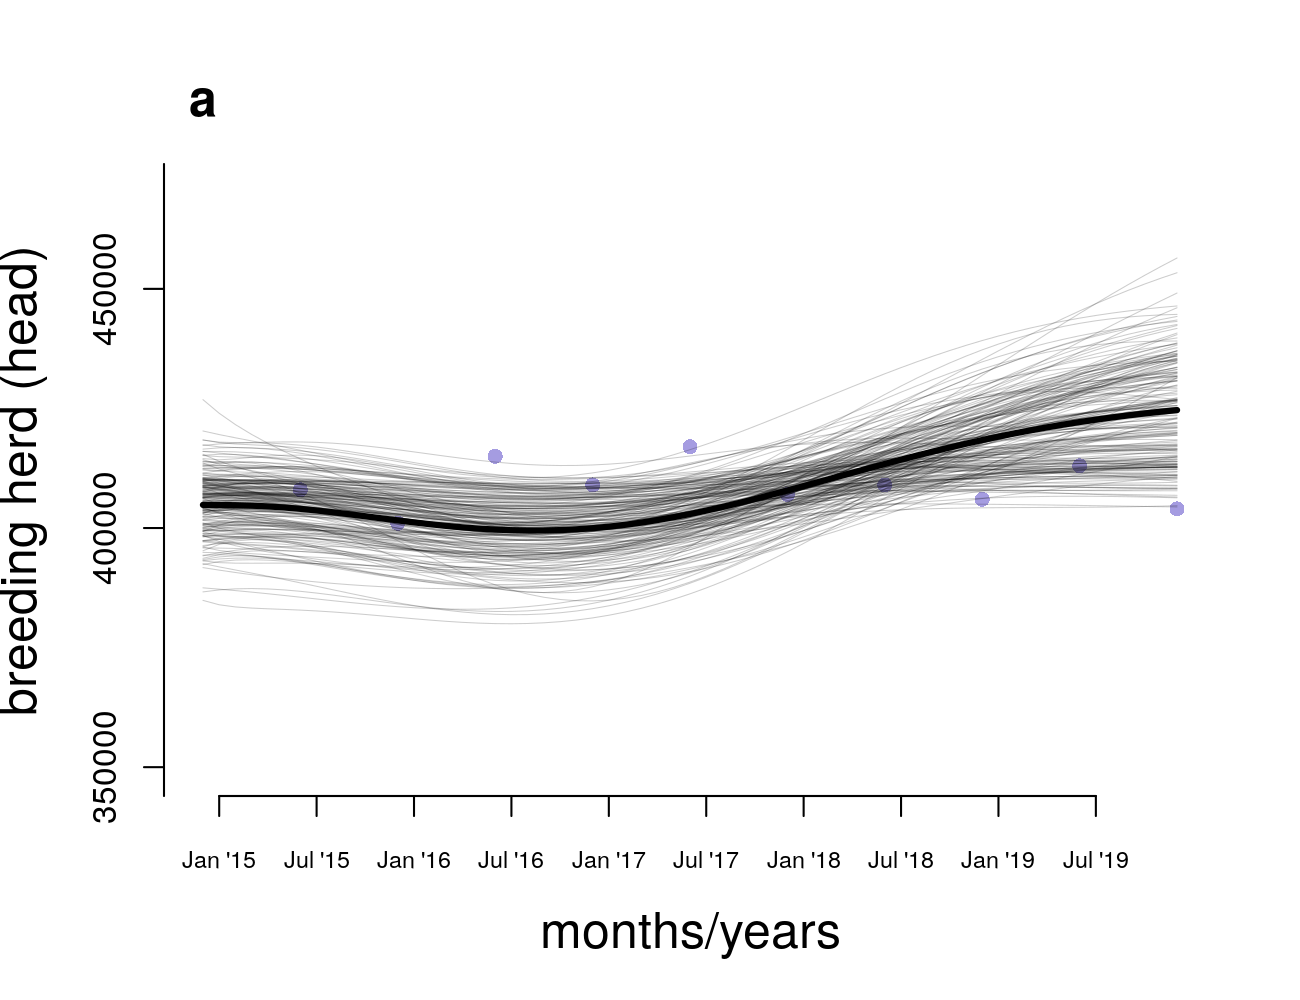 a
breeding herd (head)
450000
400000
350000
Jan '15 Jul '15 Jan '16 Jul '16 Jan '17 Jul '17 Jan '18 Jul '18 Jan '19 Jul '19
months/years